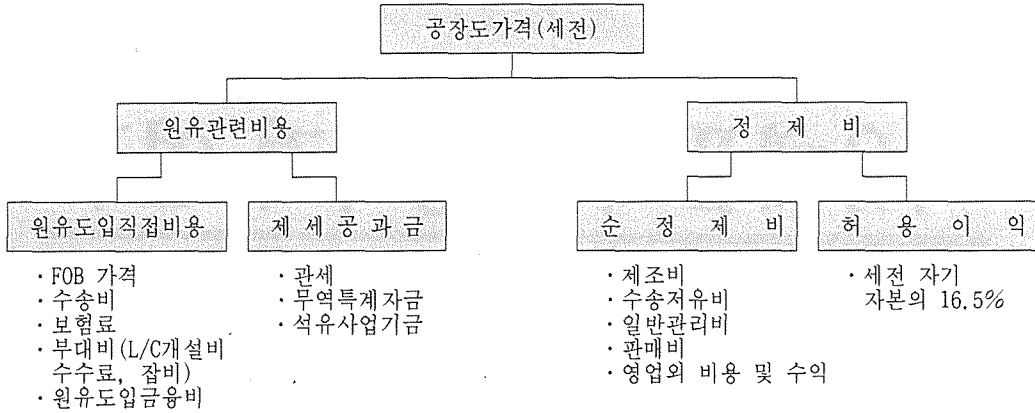 공장도가격(세전)
원유관련비용
정 제 비
원유도입직접비용
제 세 공 과 금
순 정 제 비
허 용 이 익
· FOB 가격
· 수송비
· 보험료
· 부대비(L/C개설비
수수료, 잡비)
· 원유도입금융비
· 관세
· 무역특계자금
· 석유사업기금
· 제조비
· 수송저유비
· 일반관리비
· 판매비
· 영업외 비용 및 수익
· 세전 자기
자본의 16.5%